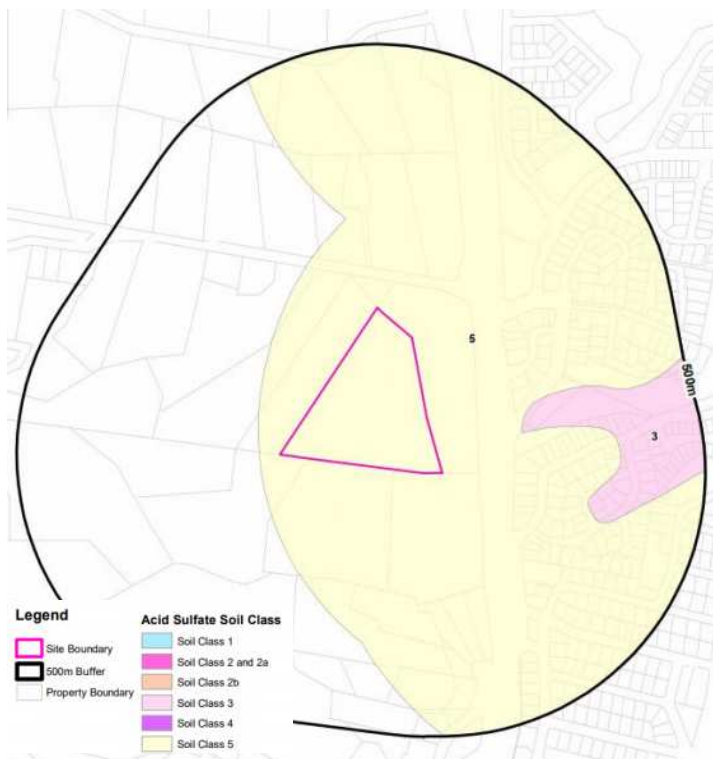 5
500m
3
Legend
Site Boundary
500m Buffer
Property Boundary
Acid Sulfate Soil Class
Soil Class 1
Soil Class 2 and 2a
Soil Class 2b
Soil Class 3
Soil Class 4
Soil Class 5